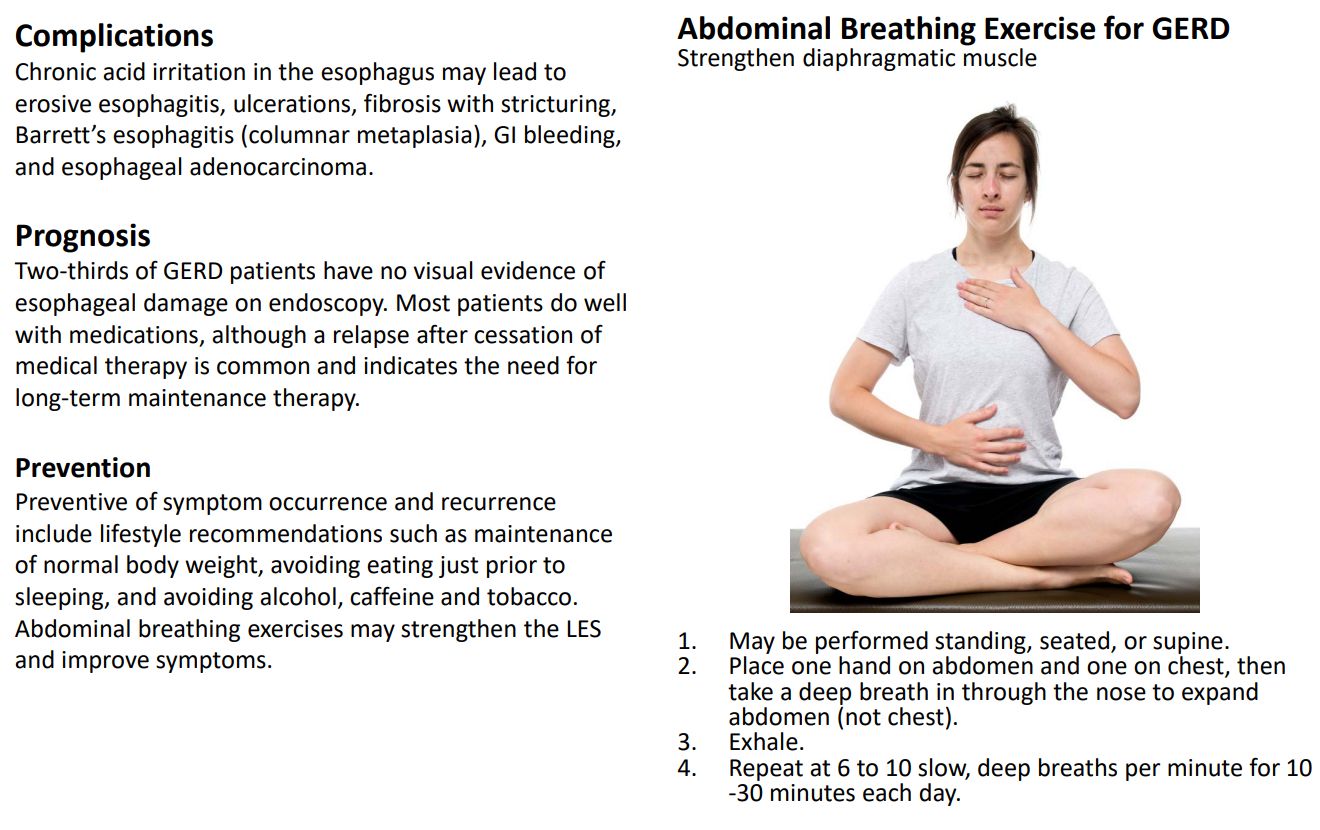 Complications
Chronic acid irritation in the esophagus may lead to
erosive esophagitis, ulcerations, fibrosis with stricturing,
Barrett’s esophagitis (columnar metaplasia), GI bleeding,
and esophageal adenocarcinoma.
Prognosis
Two-thirds of GERD patients have no visual evidence of
esophageal damage on endoscopy. Most patients do well
with medications, although a relapse after cessation of
medical therapy is common and indicates the need for
long-term maintenance therapy.
Prevention
Preventive of symptom occurrence and recurrence
include lifestyle recommendations such as maintenance
of normal body weight, avoiding eating just prior to
sleeping, and avoiding alcohol, caffeine and tobacco.
Abdominal breathing exercises may strengthen the LES
and improve symptoms.
Abdominal Breathing Exercise for GERD
Strengthen diaphragmatic muscle
1. May be performed standing, seated, or supine.
2. Place one hand on abdomen and one on chest, then
take a deep breath in through the nose to expand
abdomen (not chest).
3. Exhale.
4. Repeat at 6 to 10 slow, deep breaths per minute for 10
-30 minutes each day.